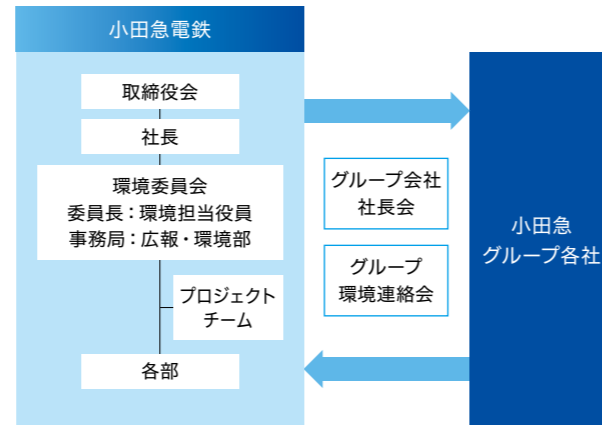 小田急電鉄
取締役会
社長
環境委員会
委員長：環境担当役員
事務局：広報・環境部
プロジェクト
チーム
各部
グループ会社
社長会
グループ
環境連絡会
小田急
グループ各社